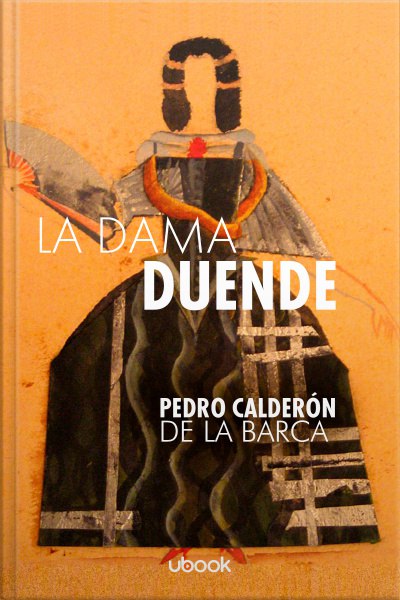 LA DAMA
DUENDE
PEDRO CALDERÓN
DE LA BARCA
ubook